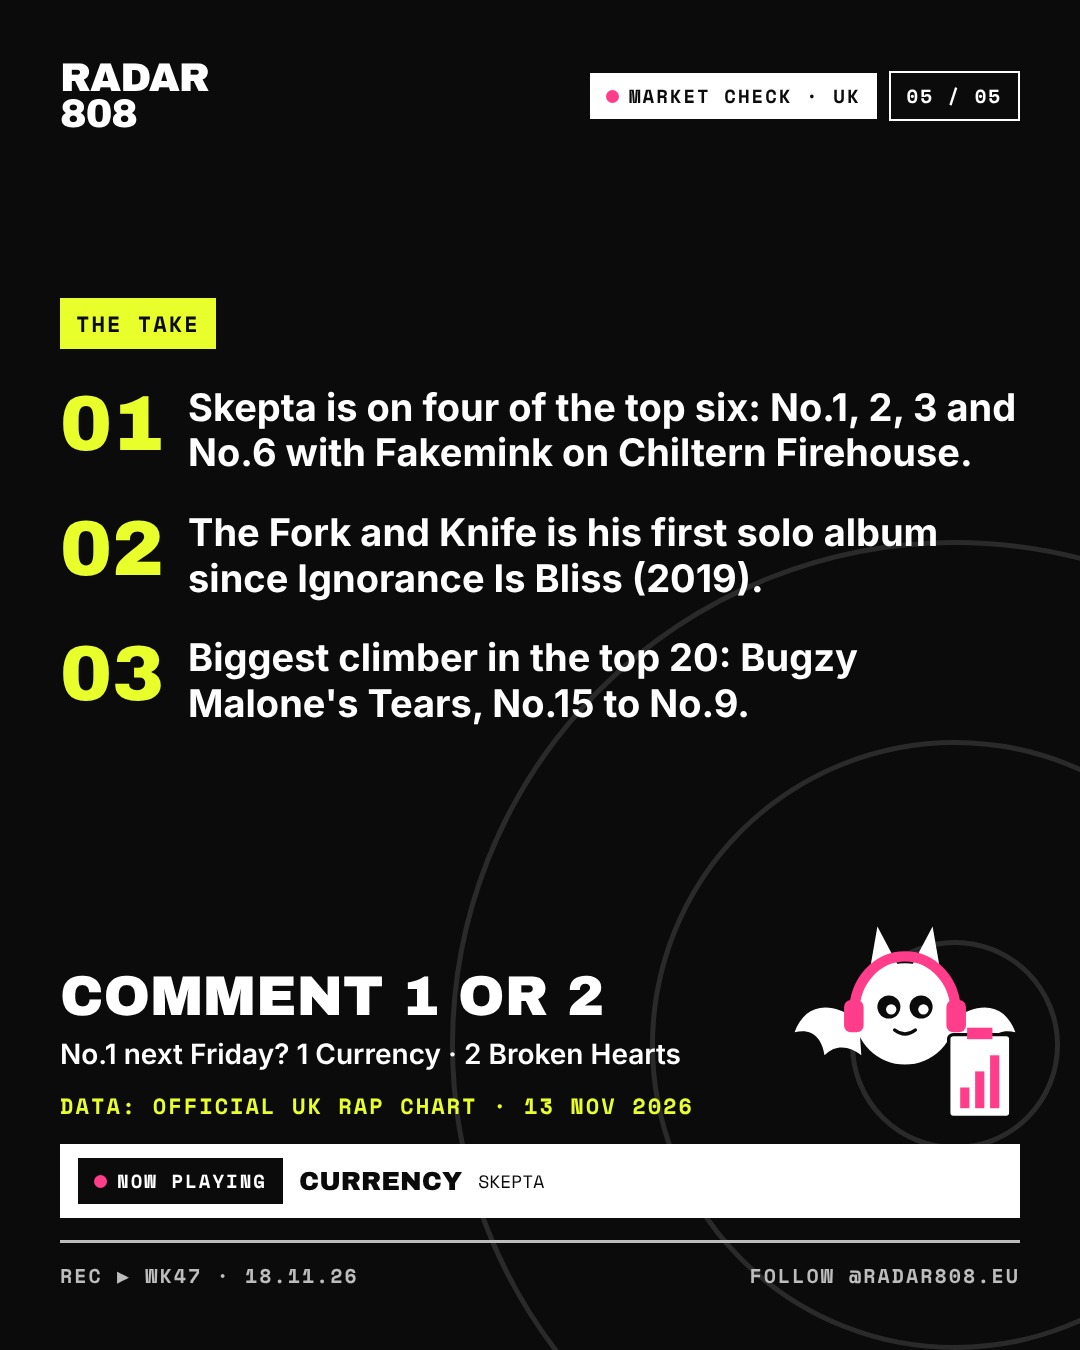 RADAR
808
MARKET CHECK · UK
05 / 05
THE TAKE
01
Skepta is on four of the top six: No.1, 2, 3 and
No.6 with Fakemink on Chiltern Firehouse.
02
The Fork and Knife is his first solo album
since Ignorance Is Bliss (2019).
03
Biggest climber in the top 20: Bugzy
Malone's Tears, No.15 to No.9.
COMMENT 1 OR 2
No.1 next Friday? 1 Currency · 2 Broken Hearts
DATA: OFFICIAL UK RAP CHART · 13 NOV 2026
NOW PLAYING CURRENCY SKEPTA
REC ▶ WK47 · 18.11.26
FOLLOW @RADAR808.EU